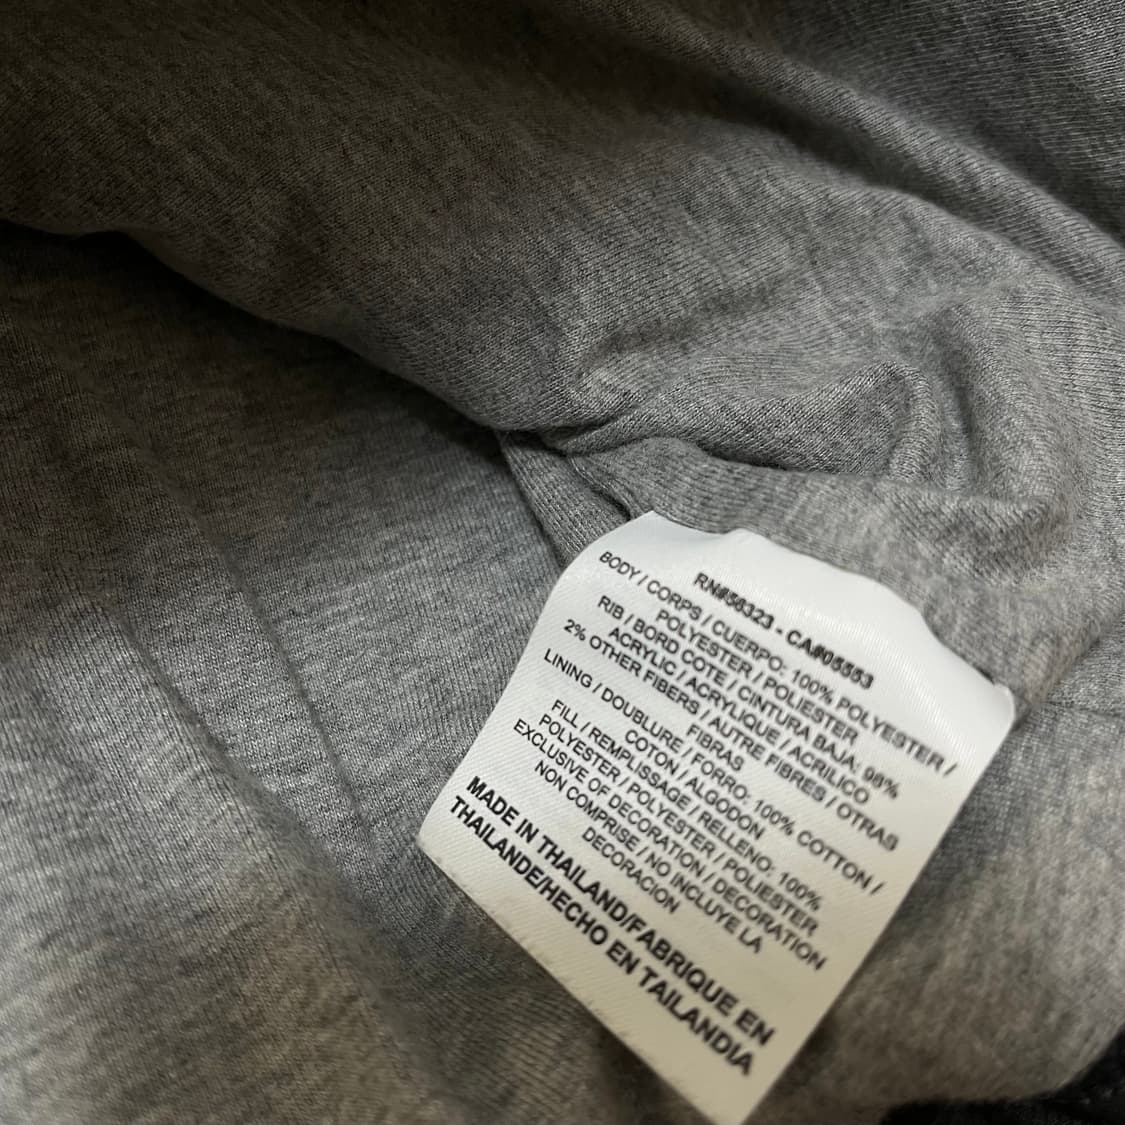 RN#56323 - CA#05553
BODY / CORPS / CUERPO: 100% POLYESTER /
POLYESTER / POLIESTER
RIB / BORD COTE / CINTURA BAJA: 98%
ACRYLIC / ACRYLIQUE / ACRILICO
2% OTHER FIBERS / AUTRE FIBRES / OTRAS
FIBRAS
LINING / DOUBLURE / FORRO: 100% COTTON /
COTON / ALGODON
FILL / REMPLISSAGE / RELLENO: 100%
POLYESTER / POLYESTER / POLIESTER
EXCLUSIVE OF DECORATION / DECORATION
NON COMPRISE / NO INCLUYE LA
DECORACION
MADE IN THAILAND/FABRIQUE EN
THAILANDE/HECHO EN TAILANDIA